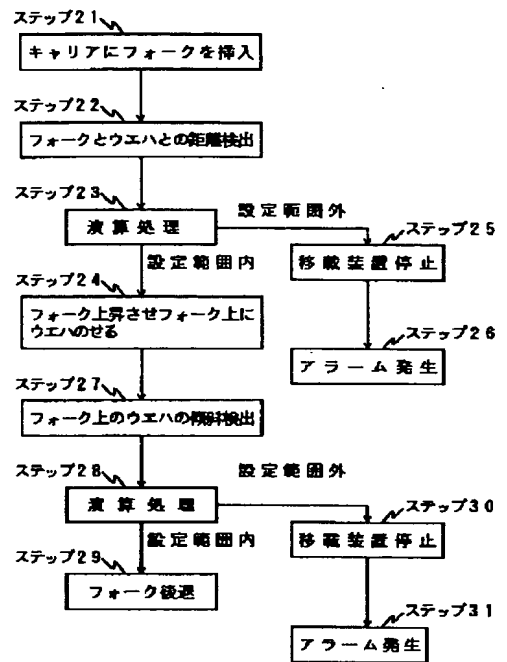 ステップ21
キャリアにフォークを挿入
ステップ22
フォークとウエハとの距離検出
ステップ23
演算処理
設定範囲外
ステップ25
移載装置停止
設定範囲内
ステップ24
フォーク上昇させフォーク上に
ウエハのせる
ステップ26
アラーム発生
ステップ27
フォーク上のウエハの傾斜検出
ステップ28
演算処理
設定範囲外
ステップ30
移載装置停止
設定範囲内
ステップ29
フォーク後退
ステップ31
アラーム発生